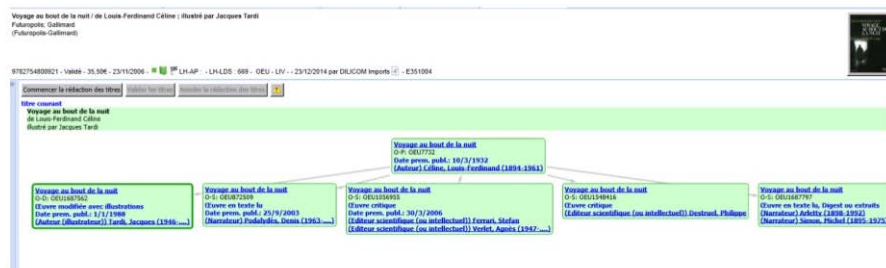 Voyage au bout de la nuit / de Louis-Ferdinand Céline ; illustré par Jacques Tardi
Futuropolis; Gallimard
(Futuropolis-Gallimard)
9782754800921 - Validé - 35,50€ - 23/11/2006 - LH-AP : - LH-LDS : 669 - OEU - LIV - - 23/12/2014 par DILICOM Imports - E351004
Commencer la rédaction des titres Valider les titres Annuler la rédaction des titres
titre courant
Voyage au bout de la nuit
de Louis-Ferdinand Céline
illustré par Jacques Tardi
Voyage au bout de la nuit
O-P: OEU7732
Date prem. publ.: 10/3/1932
(Auteur) Céline, Louis-Ferdinand (1894-1961)
Voyage au bout de la nuit
O-D: OEU1687562
Œuvre modifiée avec illustrations
Date prem. publ.: 1/1/1988
(Auteur (illustrateur)) Tardi, Jacques (1946-....)
Voyage au bout de la nuit
O-S: OEU872509
Œuvre en texte lu
Date prem. publ.: 25/9/2003
(Narrateur) Podalydès, Denis (1963-....)
Voyage au bout de la nuit
O-S: OEU1056955
Œuvre critique
Date prem. publ.: 30/3/2006
(Editeur scientifique (ou intellectuel)) Ferrari, Stefan
(Editeur scientifique (ou intellectuel)) Verlet, Agnès (1947-....)
Voyage au bout de la nuit
O-S: OEU1548416
Œuvre critique
(Editeur scientifique (ou intellectuel)) Destruel, Philippe
Voyage au bout de la nuit
O-S: OEU1687797
Œuvre en texte lu, Digest ou extraits
(Narrateur) Arletty (1898-1992)
(Narrateur) Simon, Michel (1895-1975)